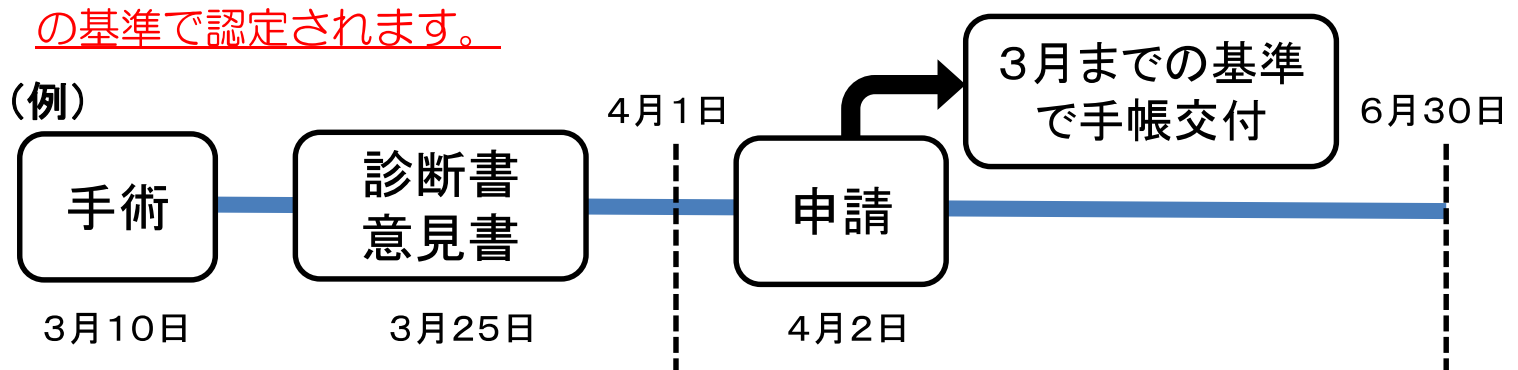 の基準で認定されます。
(例)
4月1日
3月までの基準
で手帳交付
6月30日
手術
診断書
意見書
申請
3月10日
3月25日
4月2日